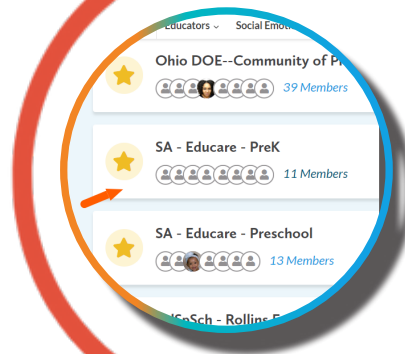 Educators Social
Ohio DOE--Community of
39 Members
SA - Educare - PreK
11 Members
SA - Educare - Preschool
13 Members
- Rollins